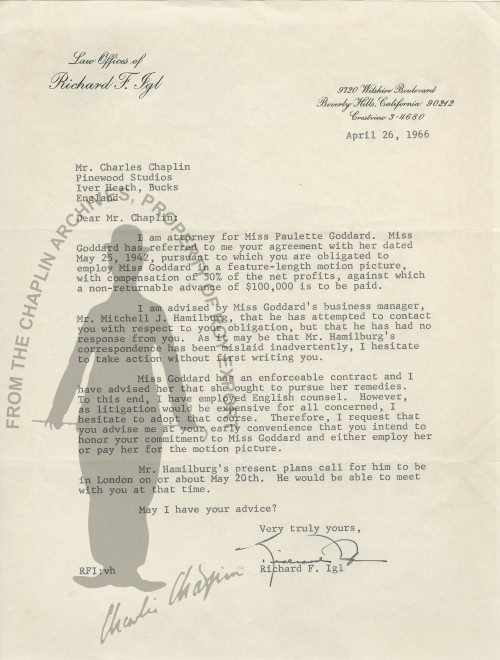 Law Offices of
Richard F. Igl
9720 Wilshire Boulevard
Beverly Hills, California 90212
Crestview 3-4680
April 26, 1966
Mr. Charles Chaplin
Pinewood Studios
Iver Heath, Bucks
England
Dear Mr. Chaplin:
I am attorney for Miss Paulette Goddard. Miss
Goddard has referred to me your agreement with her dated
May 25, 1942, pursuant to which you are obligated to
employ Miss Goddard in a feature-length motion picture,
with compensation of 50% of the net profits, against which
a non-returnable advance of $100,000 is to be paid.
I am advised by Miss Goddard's business manager,
Mr. Mitchell J. Hamilburg, that he has attempted to contact
you with respect to your obligation, but that he has had no
response from you. As it may be that Mr. Hamilburg's
correspondence has been mislaid inadvertently, I hesitate
to take action without first writing you.
Miss Goddard has an enforceable contract and I
have advised her that she ought to pursue her remedies.
To this end, I have employed English counsel. However,
as litigation would be expensive for all concerned, I
hesitate to adopt that course. Therefore, I request that
you advise me at your early convenience that you intend to
honor your commitment to Miss Goddard and either employ her
or pay her for the motion picture.
Mr. Hamilburg's present plans call for him to be
in London on or about May 20th. He would be able to meet
with you at that time.
May I have your advice?
Very truly yours,
Richard F. Igl
RFI:vh
FROM THE CHAPLIN ARCHIVES, PROPERTY OF ROY EXPORT
Charlie Chaplin